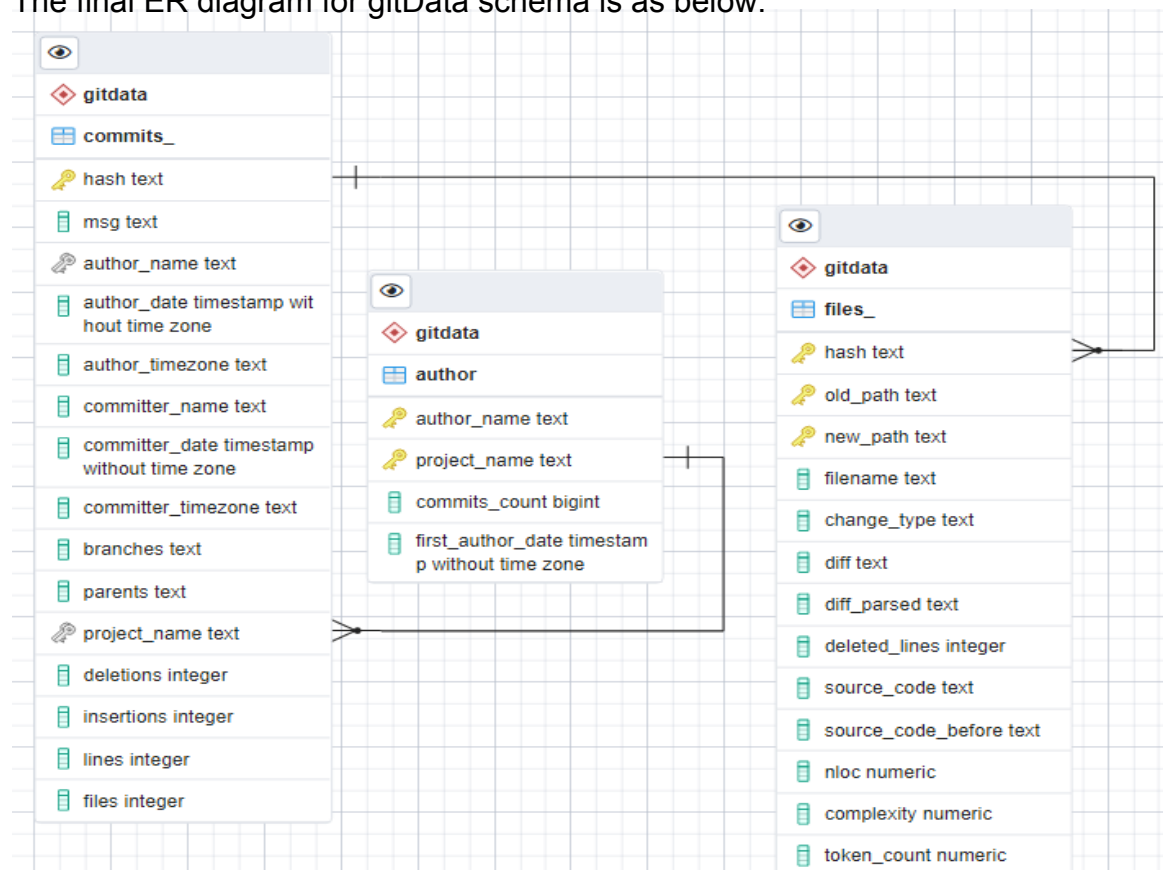 The final ER diagram for gitData schema is as below:
gitdata
commits_
hash text
msg text
author_name text
author_date timestamp wit
hout time zone
author_timezone text
committer_name text
committer_date timestamp
without time zone
committer_timezone text
branches text
parents text
project_name text
deletions integer
insertions integer
lines integer
files integer
gitdata
author
author_name text
project_name text
commits_count bigint
first_author_date timestam
p without time zone
gitdata
files_
hash text
old_path text
new_path text
filename text
change_type text
diff text
diff_parsed text
deleted_lines integer
source_code text
source_code_before text
nloc numeric
complexity numeric
token_count numeric